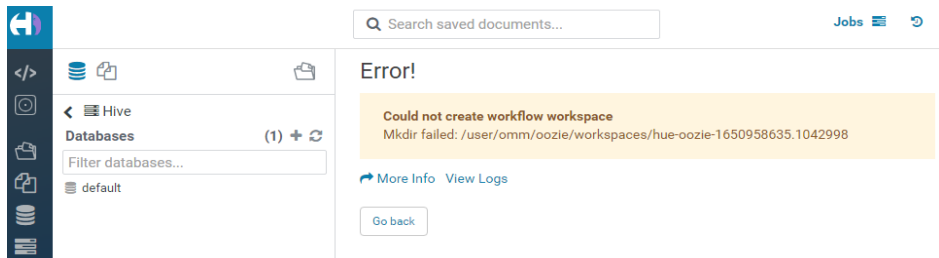 Search saved documents...
Jobs
</>
Error!
Hive
Databases (1)
Filter databases...
default
Could not create workflow workspace
Mkdir failed: /user/omm/oozie/workspaces/hue-oozie-1650958635.1042998
More Info View Logs
Go back